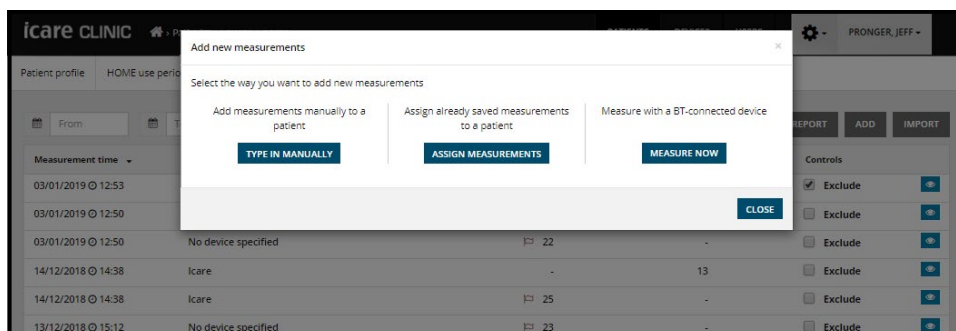 icare CLINIC
PRONGER, JEFF
Add new measurements
×
Patient profile HOME use perio
Select the way you want to add new measurements
Add measurements manually to a patient
Assign already saved measurements to a patient
Measure with a BT-connected device
TYPE IN MANUALLY ASSIGN MEASUREMENTS MEASURE NOW
From
REPORT ADD IMPORT
Measurement time Controls
03/01/2019 12:53 Exclude
CLOSE
03/01/2019 12:50 Exclude
03/01/2019 12:50 No device specified 22 - Exclude
14/12/2018 14:38 Icare - 13 Exclude
14/12/2018 14:38 Icare 25 - Exclude
13/12/2018 15:12 No device specified 23 - Exclude